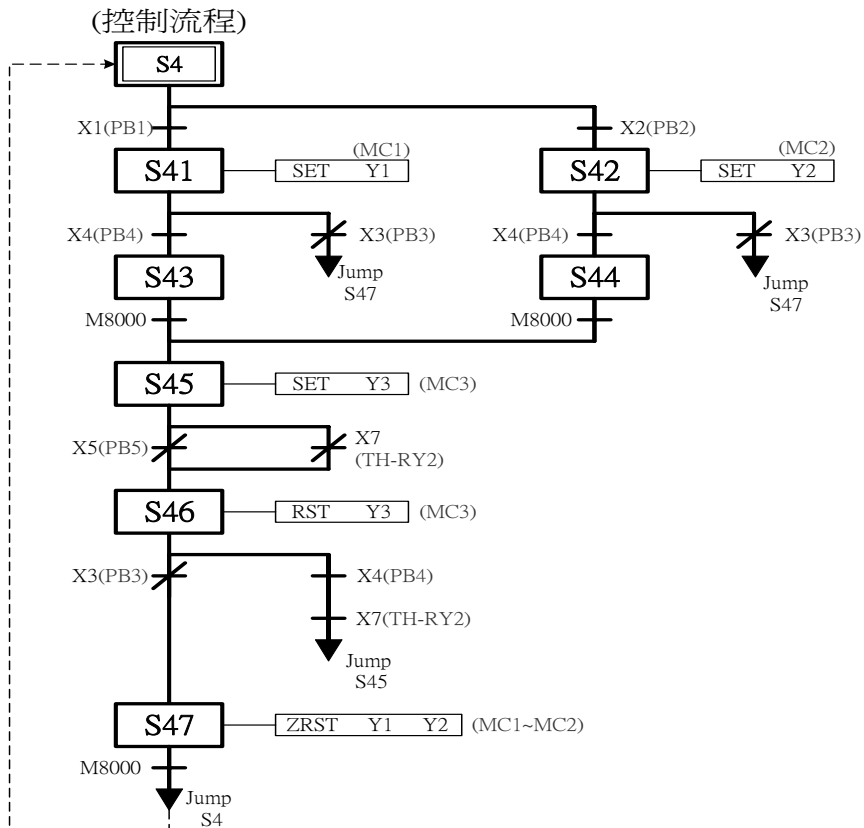 (控制流程)
S4
X1(PB1)
X2(PB2)
S41
(MC1)
SET Y1
S42
(MC2)
SET Y2
X4(PB4)
X3(PB3)
X4(PB4)
X3(PB3)
S43
Jump
S47
S44
Jump
S47
M8000
M8000
S45
SET Y3
(MC3)
X5(PB5)
X7
(TH-RY2)
S46
RST Y3
(MC3)
X3(PB3)
X4(PB4)
X7(TH-RY2)
Jump
S45
S47
ZRST Y1 Y2
(MC1~MC2)
M8000
Jump
S4